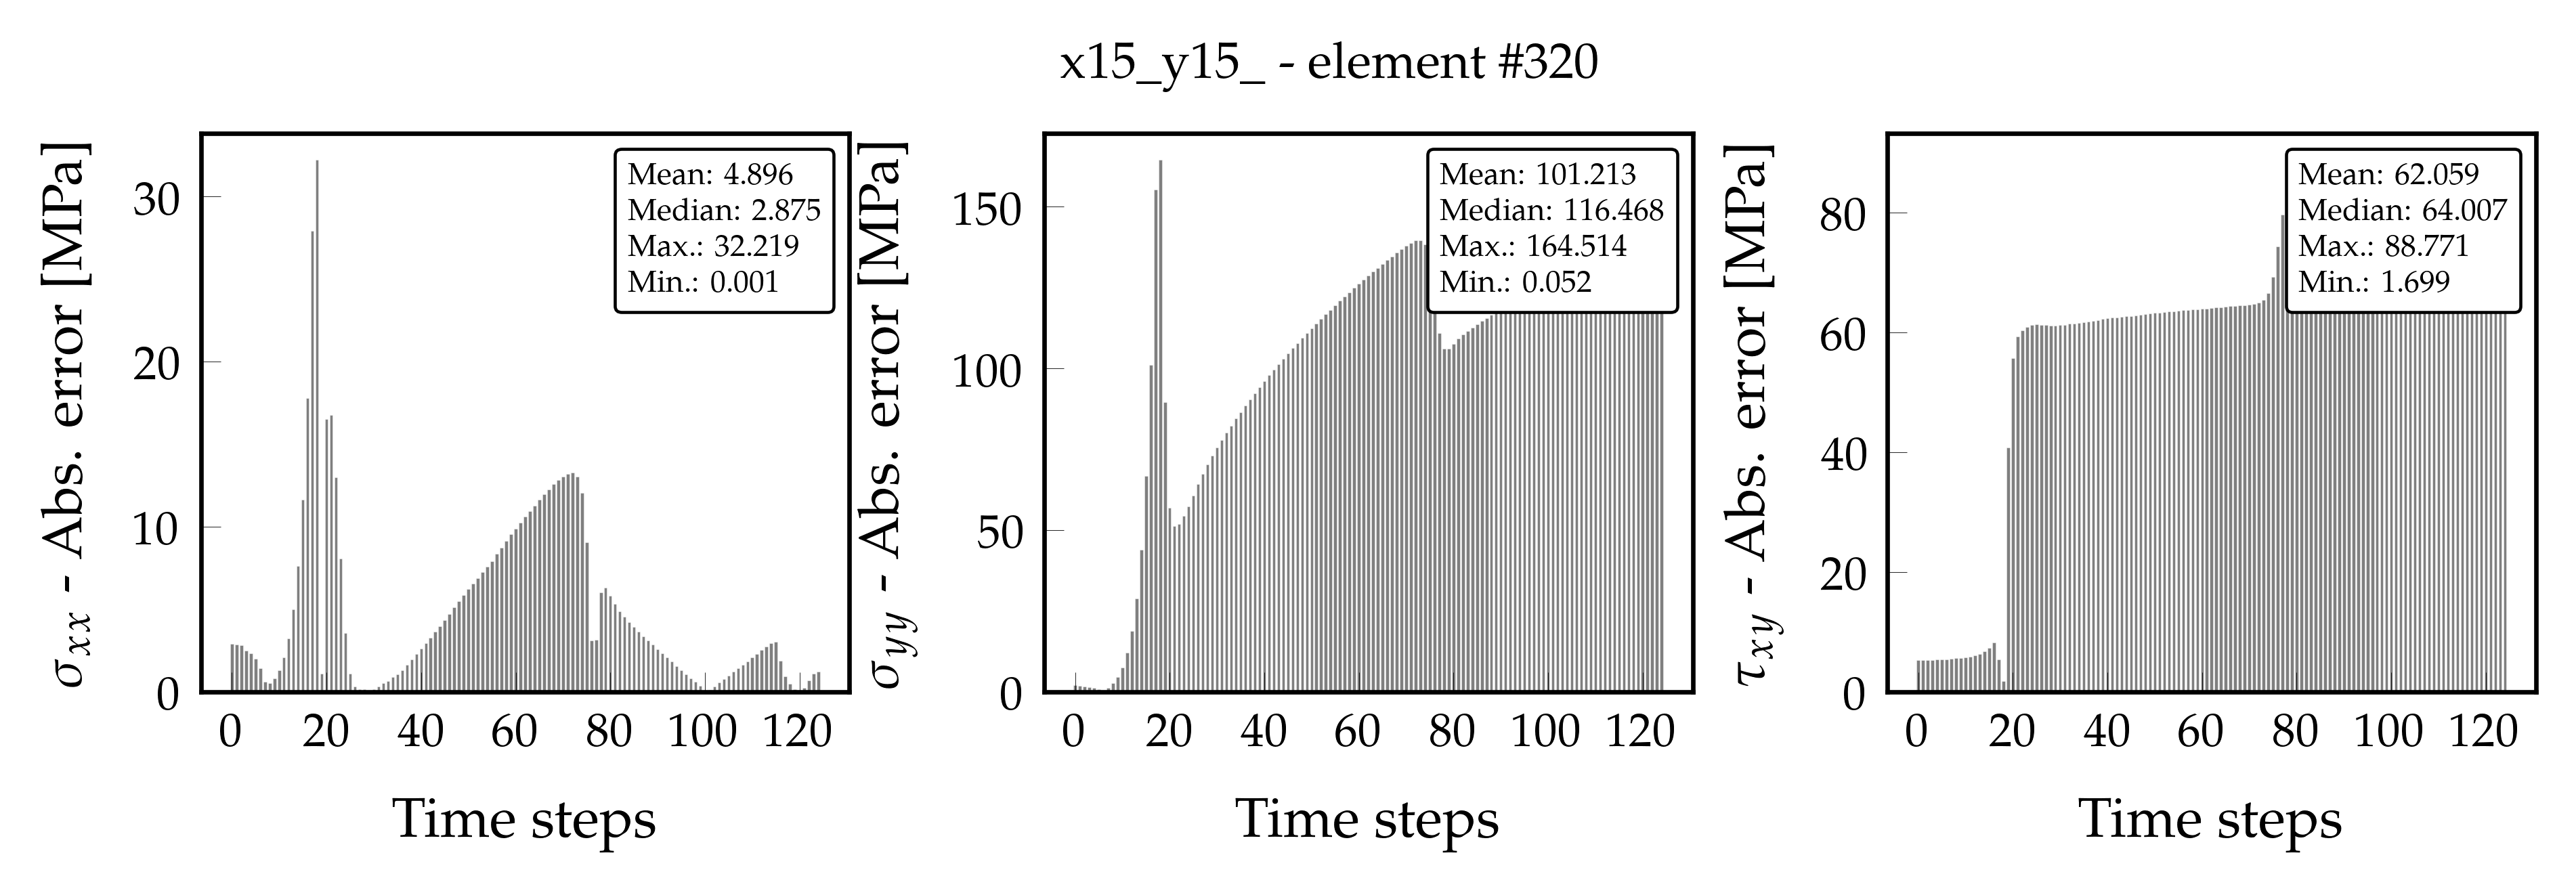 x15_y15_ - element #320
σxx - Abs. error [MPa]
30
20
10
0
Mean: 4.896
Median: 2.875
Max.: 32.219
Min.: 0.001
0 20 40 60 80 100 120
Time steps
σyy - Abs. error [MPa]
150
100
50
0
Mean: 101.213
Median: 116.468
Max.: 164.514
Min.: 0.052
0 20 40 60 80 100 120
Time steps
τxy - Abs. error [MPa]
80
60
40
20
0
Mean: 62.059
Median: 64.007
Max.: 88.771
Min.: 1.699
0 20 40 60 80 100 120
Time steps